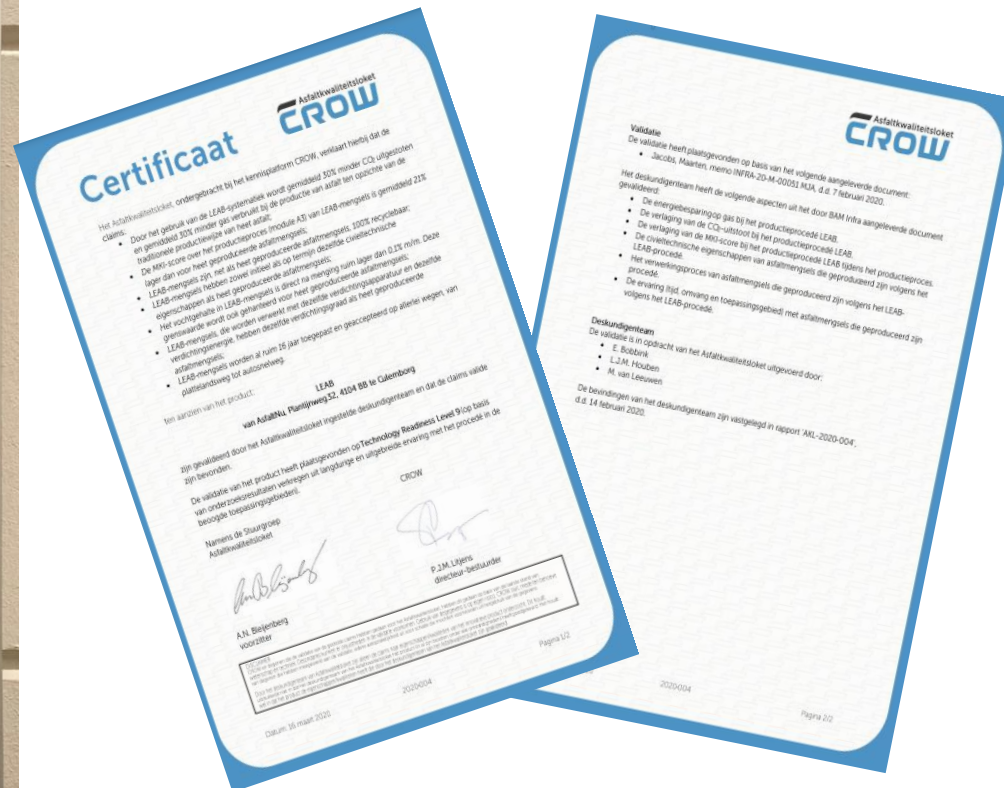 Asfaltkwaliteitsloket
CROW
Certificaat
Het Asfaltkwaliteitsloket, ondergebracht bij het kennisplatform CROW, verklaart hierbij dat de
claims:
• Door het gebruik van de LEAB-systematiek wordt gemiddeld 30% minder CO₂ uitgestoten
en gemiddeld 30% minder gas verbruikt bij de productie van asfalt ten opzichte van de
traditionele productiewijze van heet asfalt;
• De MKI-score over het productieproces (module A3) van LEAB-mengsels is gemiddeld 21%
lager dan voor heet geproduceerde asfaltmengsels;
• LEAB-mengsels zijn, net als heet geproduceerde asfaltmengsels, 100% recyclebaar;
• LEAB-mengsels hebben zowel initieel als op termijn dezelfde civieltechnische
eigenschappen als heet geproduceerde asfaltmengsels;
• Het vochtgehalte in LEAB-mengsels is direct na menging ruim lager dan 0,1% m/m. Deze
grenswaarde wordt ook gehanteerd voor heet geproduceerde asfaltmengsels;
• LEAB-mengsels, die worden verwerkt met dezelfde verwerkingsapparatuur en dezelfde
verdichtingsenergie, hebben dezelfde verdichtingsgraad als heet geproduceerde
asfaltmengsels;
• LEAB-mengsels worden al ruim 16 jaar toegepast en geaccepteerd op allerlei wegen, van
plattelandsweg tot autosnelweg.
ten aanzien van het product:
LEAB
van AsfaltNu, Plantijnweg 32, 4104 BB te Culemborg
zijn gevalideerd door het Asfaltkwaliteitsloket ingestelde deskundigenteam en dat de claims valide
zijn bevonden.
De validatie van het product heeft plaatsgevonden op Technology Readiness Level 9 (op basis
van onderzoeksresultaten verkregen uit langdurige en uitgebreide ervaring met het procedé in de
beoogde toepassingsgebieden).
Namens de Stuurgroep
Asfaltkwaliteitsloket
CROW
A.N. Bleijenberg
voorzitter
P.J.M. Litjens
directeur-bestuurder
DISCLAIMER
Datum: 16 maart 2020
2020-004
Pagina 1/2
Asfaltkwaliteitsloket
CROW
Validatie
De validatie heeft plaatsgevonden op basis van het volgende aangeleverde document:
• Jacobs, Maarten, memo INFRA-20-M-00051 MJA, d.d. 7 februari 2020.
Het deskundigenteam heeft de volgende aspecten uit het door BAM Infra aangeleverde document
gevalideerd:
• De energiebesparing op gas bij het productieprocedé LEAB.
• De verlaging van de CO₂-uitstoot bij het productieprocedé LEAB.
• De verlaging van de MKI-score bij het productieprocedé LEAB tijdens het productieproces.
• De civieltechnische eigenschappen van asfaltmengsels die geproduceerd zijn volgens het
LEAB-procedé.
• Het verwerkingsproces van asfaltmengsels die geproduceerd zijn volgens het LEAB-
procedé.
• De ervaring (tijd, omvang en toepassingsgebied) met asfaltmengsels die geproduceerd zijn
volgens het LEAB-procedé.
Deskundigenteam
De validatie is in opdracht van het Asfaltkwaliteitsloket uitgevoerd door:
• E. Bobbink
• L.J.M. Houben
• M. van Leeuwen
De bevindingen van het deskundigenteam zijn vastgelegd in rapport 'AKL-2020-004',
d.d. 14 februari 2020.
2020-004
Pagina 2/2